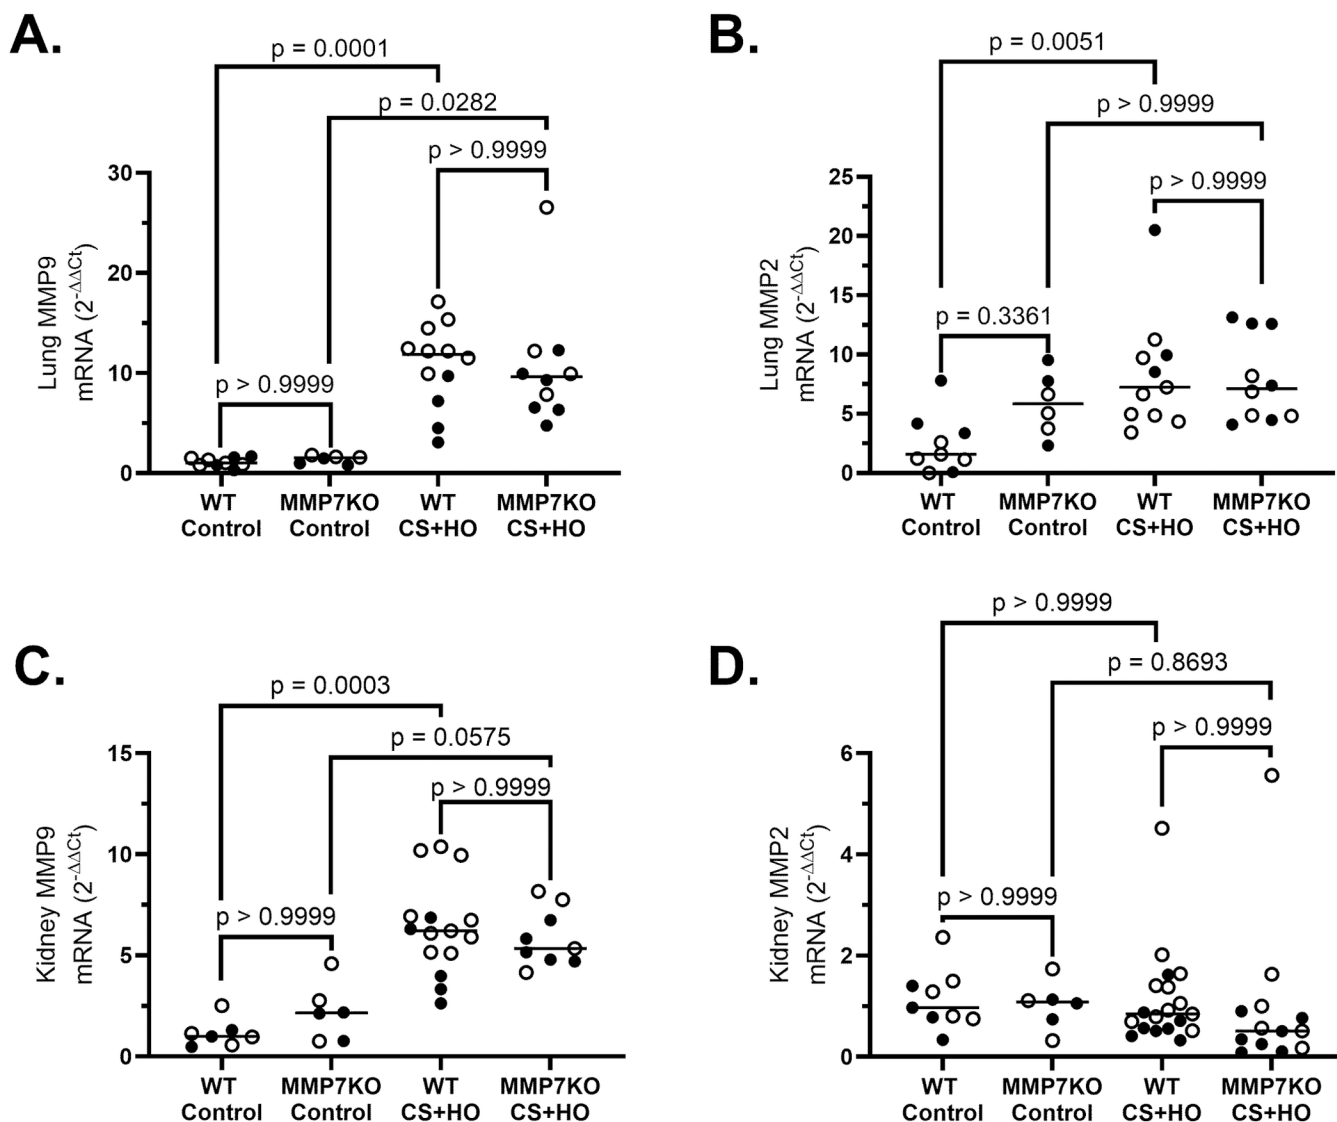 A.
p = 0.0001
p = 0.0282
p > 0.9999
p > 0.9999
Lung MMP9
mRNA (2^-ΔΔCt)
30
20
10
0
WT
Control
MMP7KO
Control
WT
CS+HO
MMP7KO
CS+HO
B.
p = 0.0051
p > 0.9999
p > 0.9999
p = 0.3361
Lung MMP2
mRNA (2^-ΔΔCt)
25
20
15
10
5
0
WT
Control
MMP7KO
Control
WT
CS+HO
MMP7KO
CS+HO
C.
p = 0.0003
p = 0.0575
p > 0.9999
p > 0.9999
Kidney MMP9
mRNA (2^-ΔΔCt)
15
10
5
0
WT
Control
MMP7KO
Control
WT
CS+HO
MMP7KO
CS+HO
D.
p > 0.9999
p = 0.8693
p > 0.9999
p > 0.9999
Kidney MMP2
mRNA (2^-ΔΔCt)
6
4
2
0
WT
Control
MMP7KO
Control
WT
CS+HO
MMP7KO
CS+HO